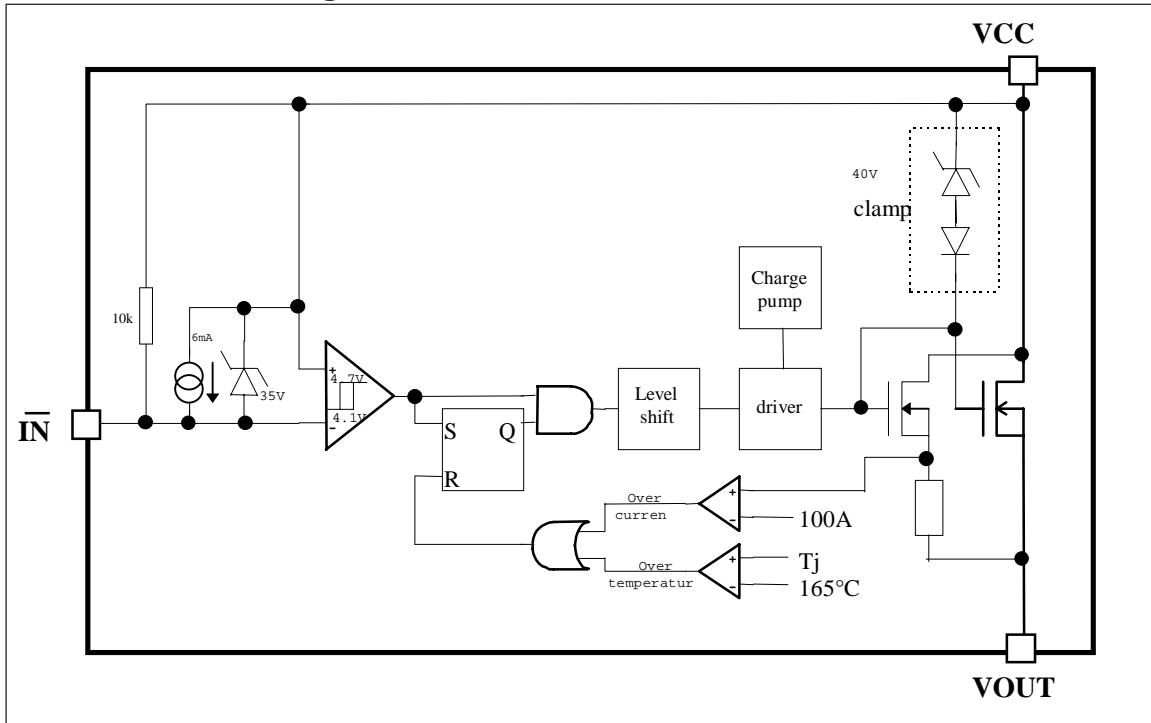 VCC
40V
clamp
Charge
pump
10k
6mA
35V
+
4.7V
4.1V
-
IN
S
Q
R
Level
shift
driver
Over
curren
+
-
100A
Over
temperatur
+
-
Tj
165°C
VOUT